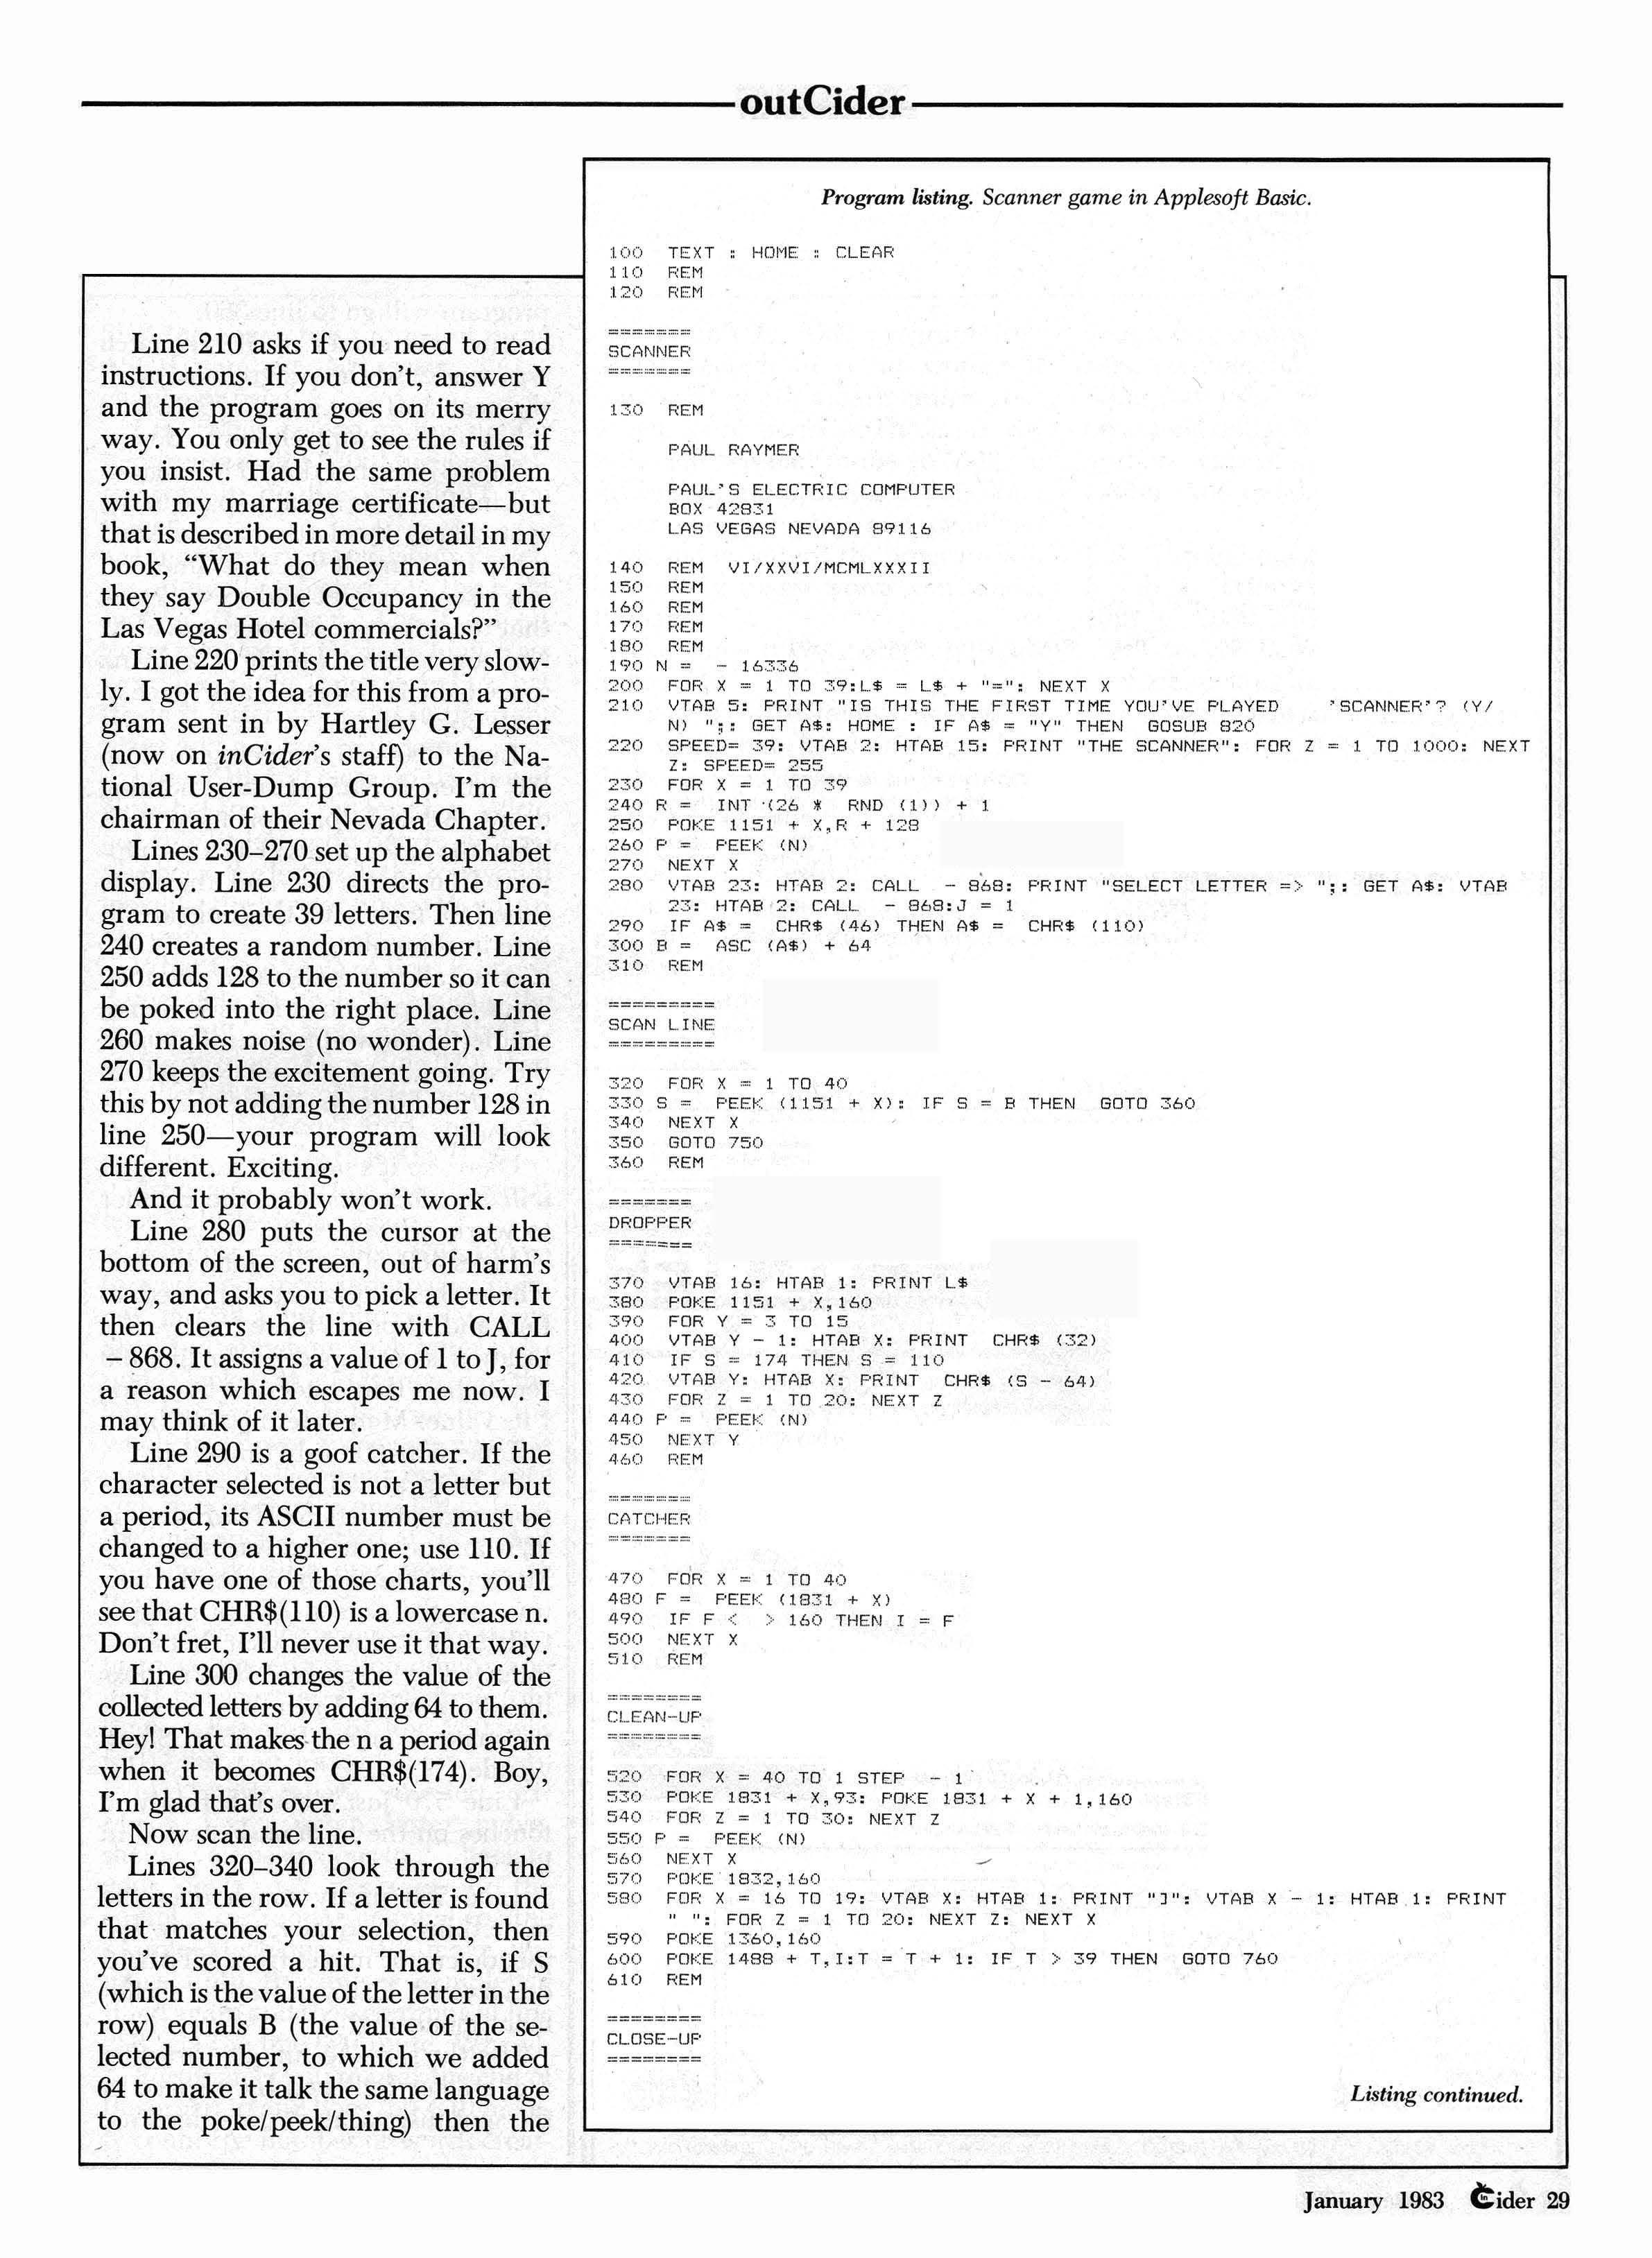 outCider
Line 210 asks if you need to read
instructions. If you don't, answer Y
and the program goes on its merry
way. You only get to see the rules if
you insist. Had the same problem
with my marriage certificate—but
that is described in more detail in my
book, “What do they mean when
they say Double Occupancy in the
Las Vegas Hotel commercials?”
Line 220 prints the title very slow-
ly. I got the idea for this from a pro-
gram sent in by Hartley G. Lesser
(now on inCider's staff) to the Na-
tional User-Dump Group. I'm the
chairman of their Nevada Chapter.
Lines 230–270 set up the alphabet
display. Line 230 directs the pro-
gram to create 39 letters. Then line
240 creates a random number. Line
250 adds 128 to the number so it can
be poked into the right place. Line
260 makes noise (no wonder). Line
270 keeps the excitement going. Try
this by not adding the number 128 in
line 250—your program will look
different. Exciting.
And it probably won't work.
Line 280 puts the cursor at the
bottom of the screen, out of harm's
way, and asks you to pick a letter. It
then clears the line with CALL
– 868. It assigns a value of 1 to J, for
a reason which escapes me now. I
may think of it later.
Line 290 is a goof catcher. If the
character selected is not a letter but
a period, its ASCII number must be
changed to a higher one; use 110. If
you have one of those charts, you'll
see that CHR$(110) is a lowercase n.
Don't fret, I'll never use it that way.
Line 300 changes the value of the
collected letters by adding 64 to them.
Hey! That makes the n a period again
when it becomes CHR$(174). Boy,
I'm glad that's over.
Now scan the line.
Lines 320–340 look through the
letters in the row. If a letter is found
that matches your selection, then
you've scored a hit. That is, if S
(which is the value of the letter in the
row) equals B (the value of the se-
lected number, to which we added
64 to make it talk the same language
to the poke/peek/thing) then the
Program listing. Scanner game in Applesoft Basic.
100 TEXT : HOME : CLEAR
110 REM
120 REM
=======
SCANNER
=======
130 REM
PAUL RAYMER
PAUL'S ELECTRIC COMPUTER
BOX 42831
LAS VEGAS NEVADA 89116
140 REM VI/XXVI/MCMLXXXII
150 REM
160 REM
170 REM
180 REM
190 N = - 16336
200 FOR X = 1 TO 39:L$ = L$ + "=": NEXT X
210 VTAB 5: PRINT "IS THIS THE FIRST TIME YOU'VE PLAYED 'SCANNER'? (Y/
N) ";: GET A$: HOME : IF A$ = "Y" THEN GOSUB 820
220 SPEED= 39: VTAB 2: HTAB 15: PRINT "THE SCANNER": FOR Z = 1 TO 1000: NEXT
Z: SPEED= 255
230 FOR X = 1 TO 39
240 R = INT (26 * RND (1)) + 1
250 POKE 1151 + X,R + 128
260 P = PEEK (N)
270 NEXT X
280 VTAB 23: HTAB 2: CALL - 868: PRINT "SELECT LETTER => ";: GET A$: VTAB
23: HTAB 2: CALL - 868:J = 1
290 IF A$ = CHR$ (46) THEN A$ = CHR$ (110)
300 B = ASC (A$) + 64
310 REM
=========
SCAN LINE
=========
320 FOR X = 1 TO 40
330 S = PEEK (1151 + X): IF S = B THEN GOTO 360
340 NEXT X
350 GOTO 750
360 REM
=======
DROPPER
=======
370 VTAB 16: HTAB 1: PRINT L$
380 POKE 1151 + X,160
390 FOR Y = 3 TO 15
400 VTAB Y - 1: HTAB X: PRINT CHR$ (32)
410 IF S = 174 THEN S = 110
420 VTAB Y: HTAB X: PRINT CHR$ (S - 64)
430 FOR Z = 1 TO 20: NEXT Z
440 P = PEEK (N)
450 NEXT Y
460 REM
=======
CATCHER
=======
470 FOR X = 1 TO 40
480 F = PEEK (1831 + X)
490 IF F < > 160 THEN I = F
500 NEXT X
510 REM
========
CLEAN-UP
========
520 FOR X = 40 TO 1 STEP - 1
530 POKE 1831 + X,93: POKE 1831 + X + 1,160
540 FOR Z = 1 TO 30: NEXT Z
550 P = PEEK (N)
560 NEXT X
570 POKE 1832,160
580 FOR X = 16 TO 19: VTAB X: HTAB 1: PRINT "]": VTAB X - 1: HTAB 1: PRINT
" ": FOR Z = 1 TO 20: NEXT Z: NEXT X
590 POKE 1360,160
600 POKE 1488 + T,I:T = T + 1: IF T > 39 THEN GOTO 760
610 REM
========
CLOSE-UP
========
Listing continued.
January 1983 inCider 29